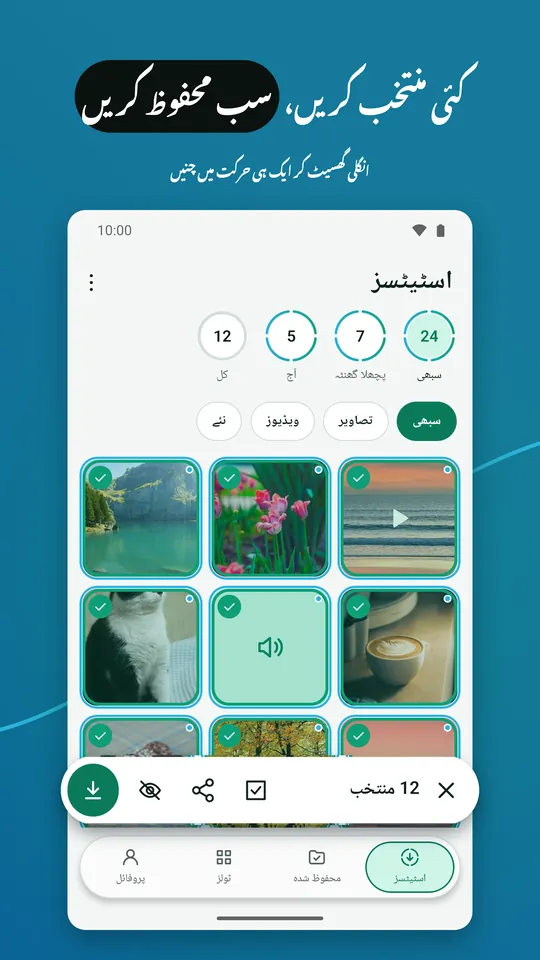 کئی منتخب کریں، سب محفوظ کریں
انگلی گھسیٹ کر ایک ہی حرکت میں چنیں
10:00
اسٹیٹسز
24 7 5 12
سبھی پچھلا گھنٹہ آج کل
سبھی تصاویر ویڈیوز نئے
12 منتخب
اسٹیٹسز محفوظ شدہ ٹولز پروفائل